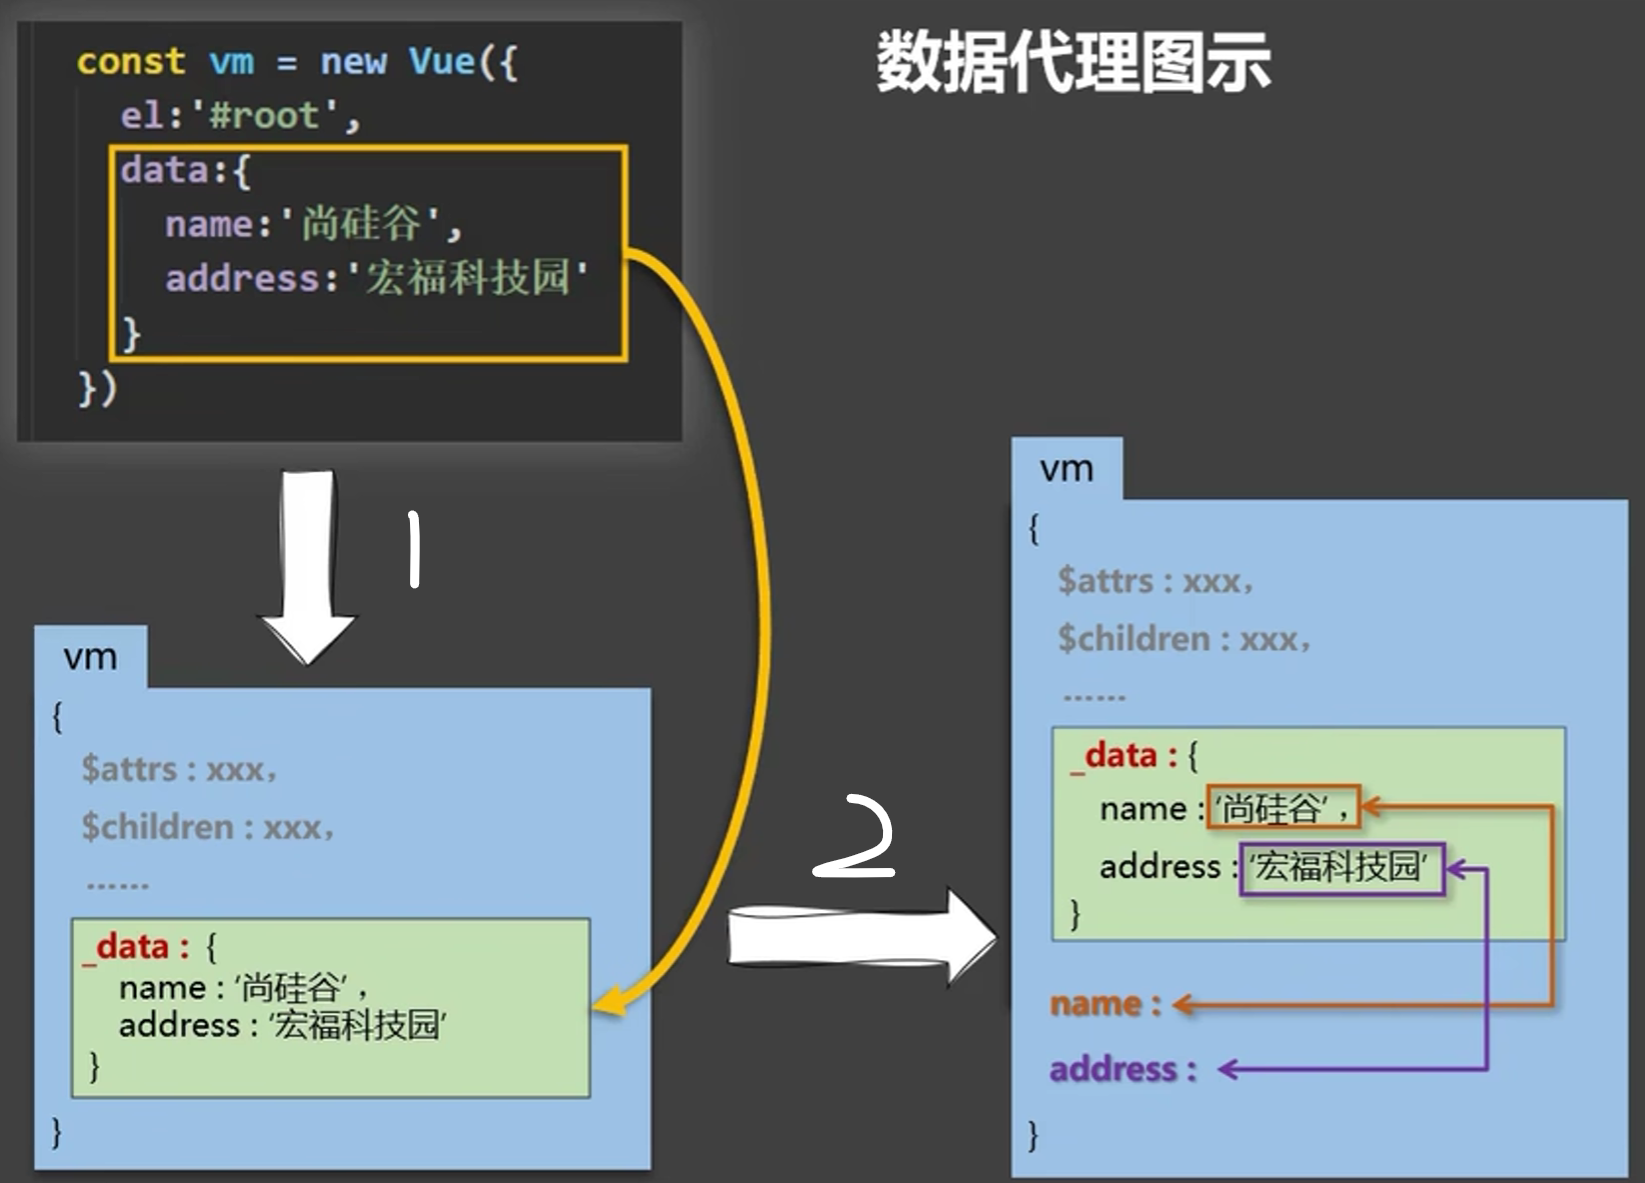 数据代理图示
const vm = new Vue({
el:'#root',
data:{
name:'尚硅谷',
address:'宏福科技园'
}
})
1
vm
{
$attrs : xxx，
$children : xxx，
……
_data : {
name : ‘尚硅谷’，
address : ‘宏福科技园’
}
}
2
vm
{
$attrs : xxx，
$children : xxx，
……
_data : {
name : ‘尚硅谷’，
address : ‘宏福科技园’
}
name :
address :
}